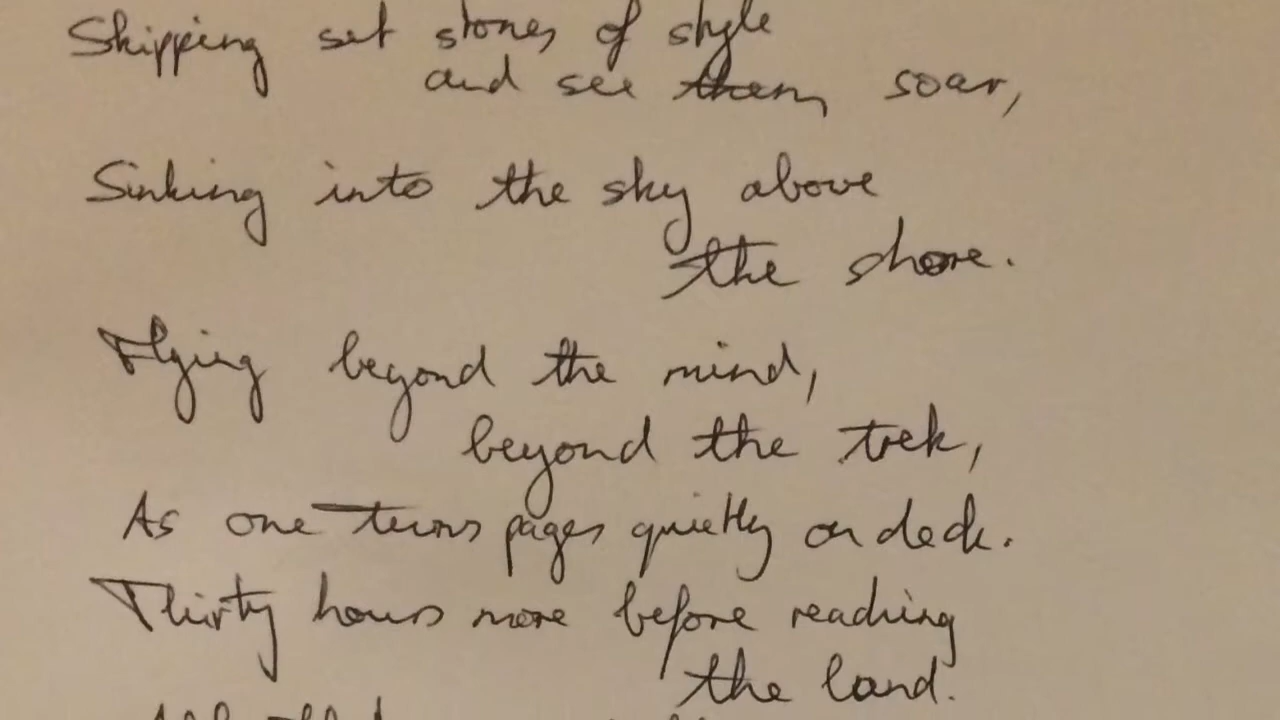 Skipping set stones of style
and see them soar,
Sinking into the sky above
the shore.
Flying beyond the mind,
beyond the trek,
As one turns pages quietly on deck.
Thirty hours more before reaching
the land.